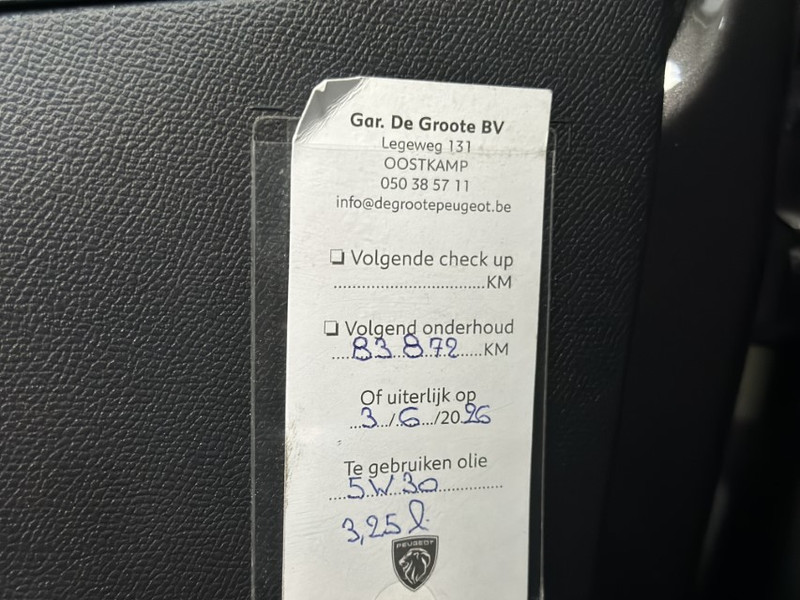 Gar. De Groote BV
Legeweg 131
OOSTKAMP
050 38 57 11
info@degrootepeugeot.be
❑ Volgende check up
................................KM
❑ Volgend onderhoud
....83 872.....KM
Of uiterlijk op
...3.../.6.../2026
Te gebruiken olie
....5W30..............
3,25 l
PEUGEOT